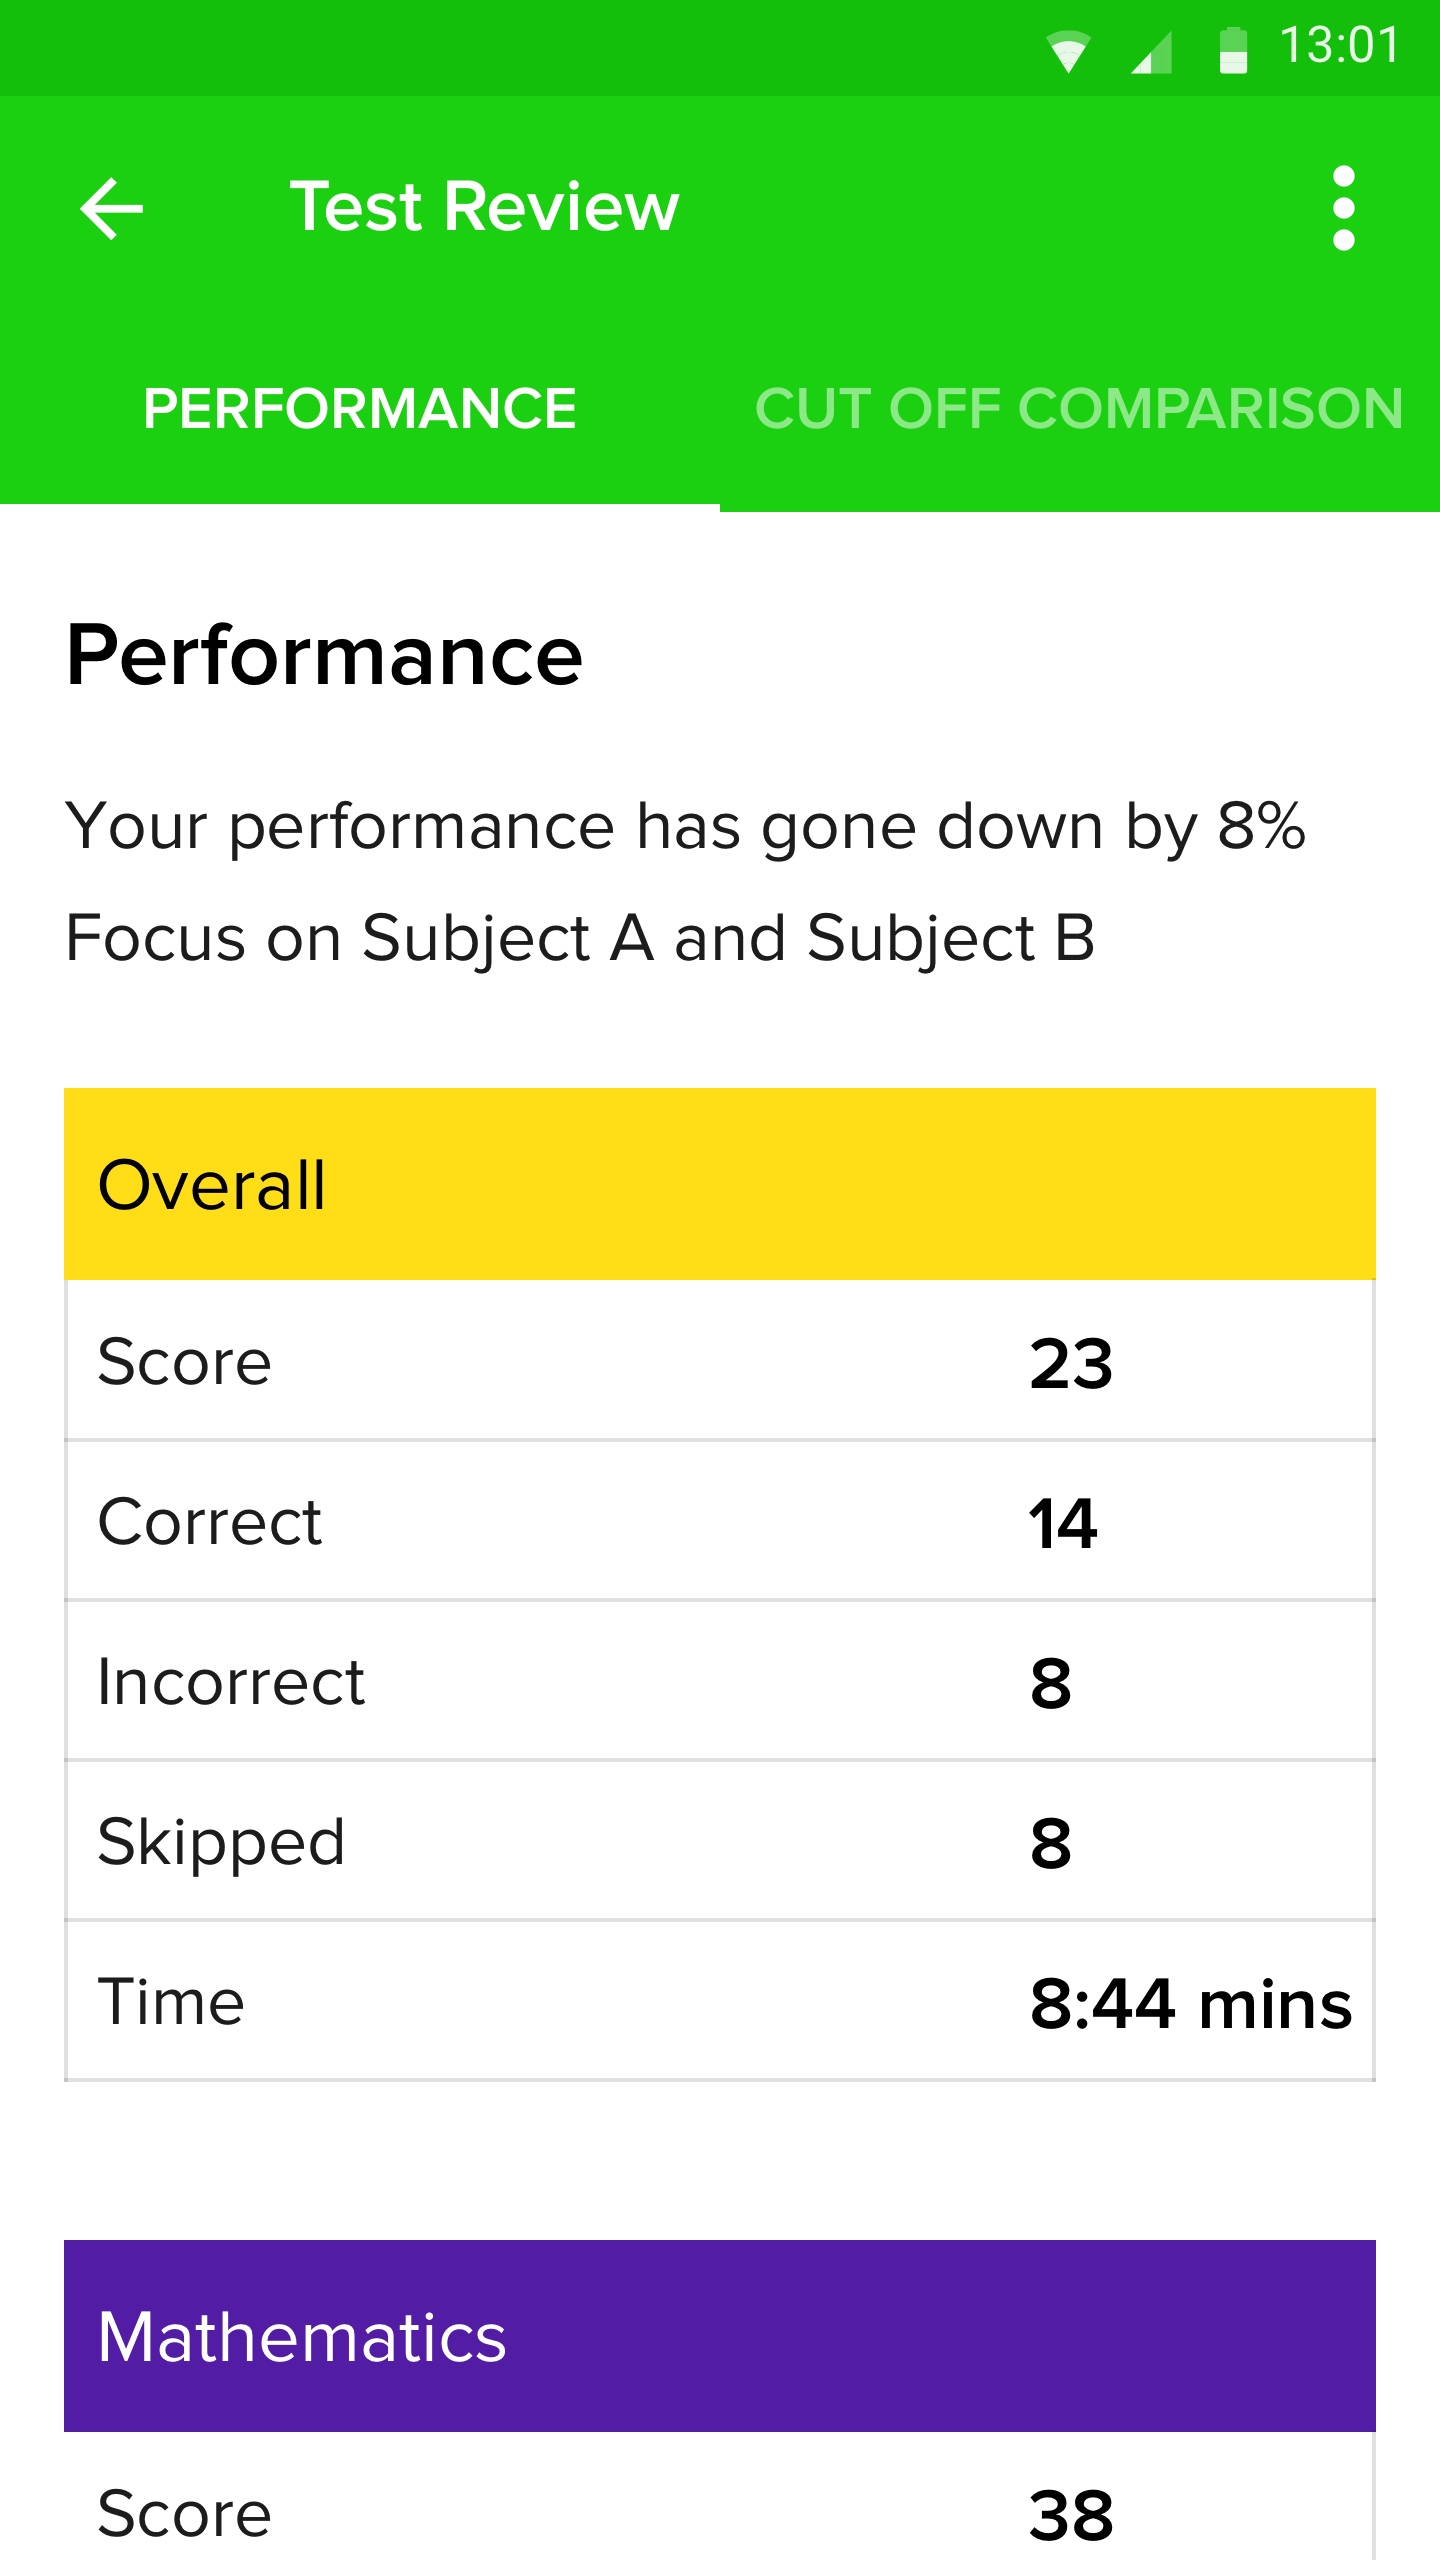 13:01
Test Review
PERFORMANCE CUT OFF COMPARISON
Performance
Your performance has gone down by 8%
Focus on Subject A and Subject B
Overall
Score 23
Correct 14
Incorrect 8
Skipped 8
Time 8:44 mins
Mathematics
Score 38